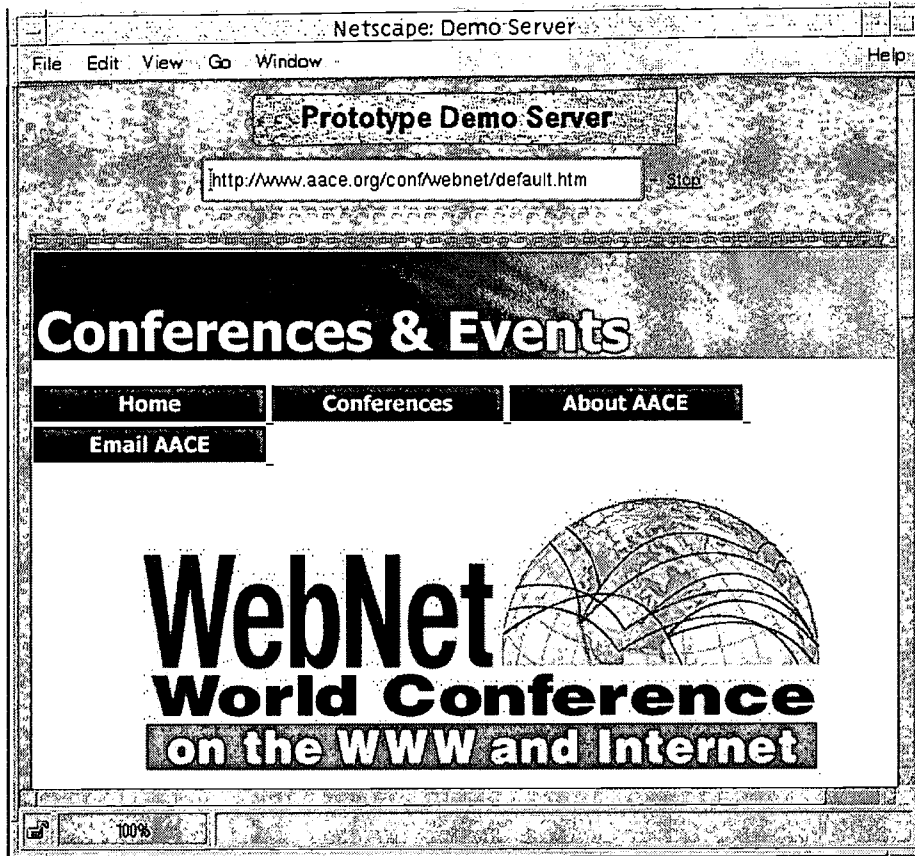 Netscape: Demo Server
File Edit View Go Window Help
Prototype Demo Server
http://www.aace.org/conf/webnet/default.htm - Stop
Conferences & Events
Home Conferences About AACE
Email AACE
WebNet
World Conference
on the WWW and Internet
100%